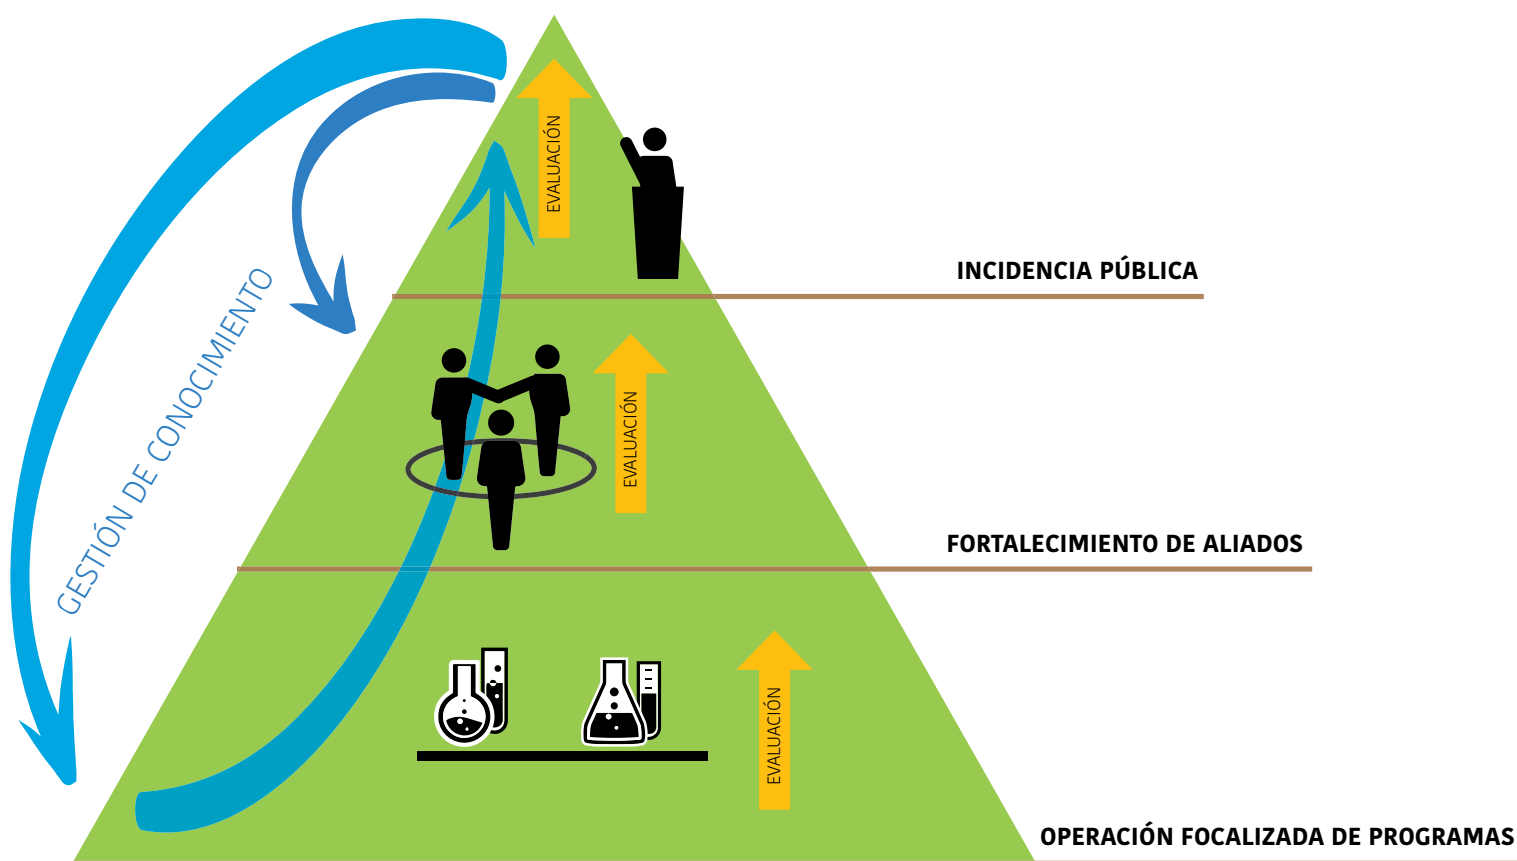 EVALUACIÓN
INCIDENCIA PÚBLICA
GESTIÓN DE CONOCIMIENTO
EVALUACIÓN
FORTALECIMIENTO DE ALIADOS
EVALUACIÓN
OPERACIÓN FOCALIZADA DE PROGRAMAS